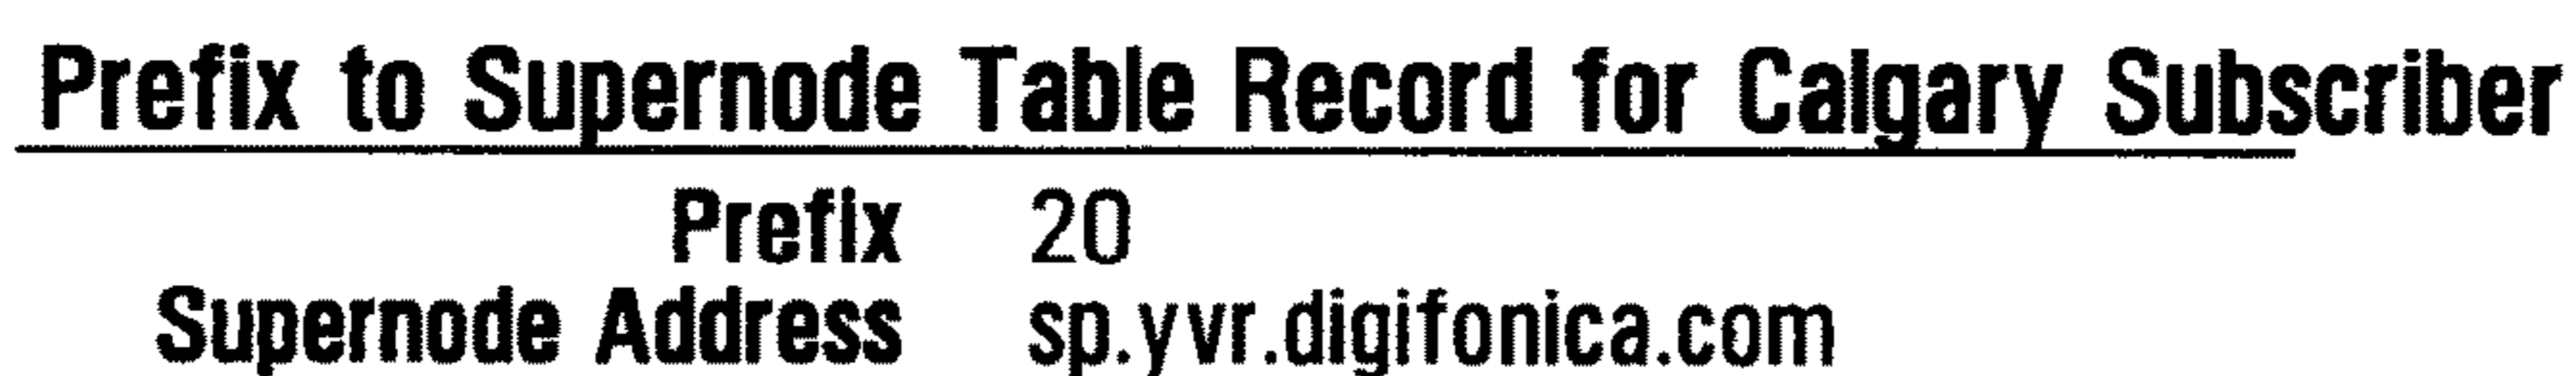 Prefix to Supernode Table Record for Calgary Subscriber
Prefix 20
Supernode Address sp.yvr.digifonica.com